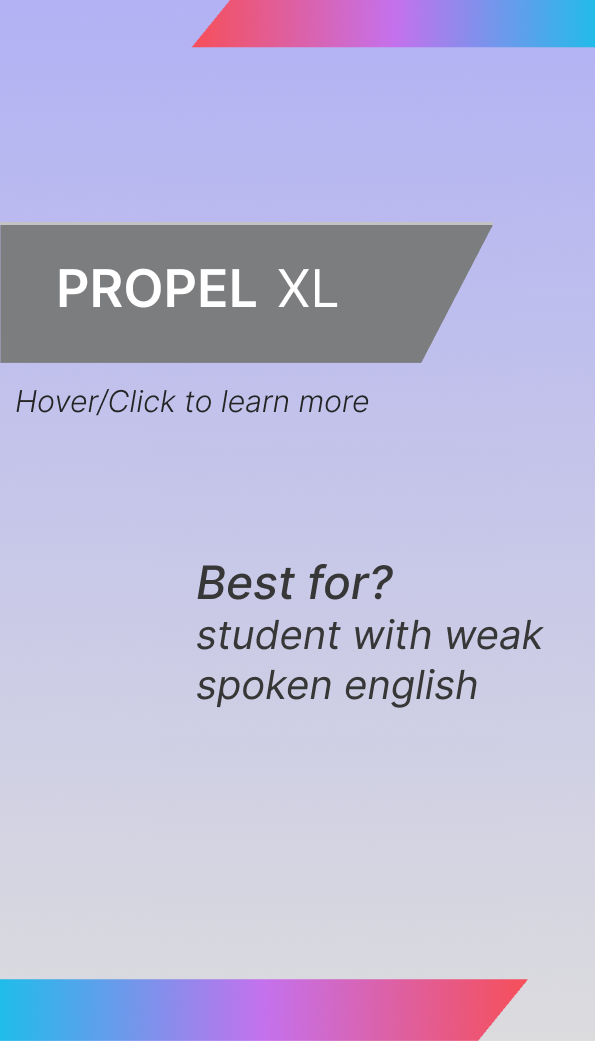 PROPEL XL
Hover/Click to learn more
Best for?
student with weak
spoken english